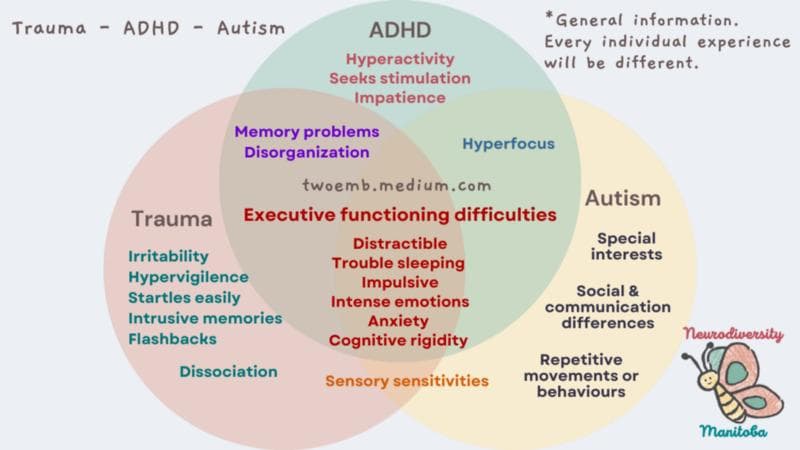 Trauma - ADHD - Autism
*General information.
Every individual experience
will be different.
ADHD
Hyperactivity
Seeks stimulation
Impatience
Memory problems
Disorganization
Hyperfocus
twoemb.medium.com
Executive functioning difficulties
Distractible
Trouble sleeping
Impulsive
Intense emotions
Anxiety
Cognitive rigidity
Trauma
Irritability
Hypervigilence
Startles easily
Intrusive memories
Flashbacks
Dissociation
Sensory sensitivities
Autism
Special
interests
Social &
communication
differences
Repetitive
movements or
behaviours
Neurodiversity
Manitoba